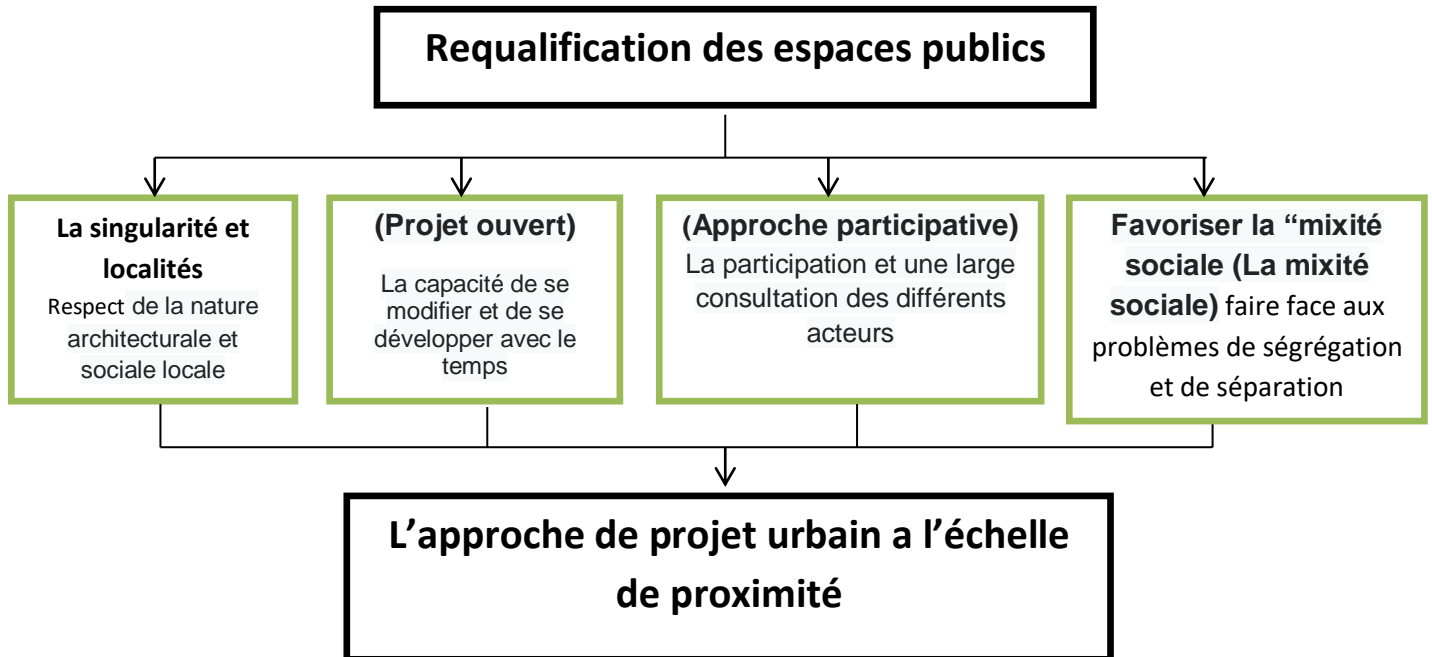 Requalification des espaces publics
La singularité et
localités
Respect de la nature
architecturale et
sociale locale
(Projet ouvert)
La capacité de se
modifier et de se
développer avec le
temps
(Approche participative)
La participation et une large
consultation des différents
acteurs
Favoriser la “mixité
sociale (La mixité
sociale) faire face aux
problèmes de ségrégation
et de séparation
L’approche de projet urbain a l’échelle
de proximité